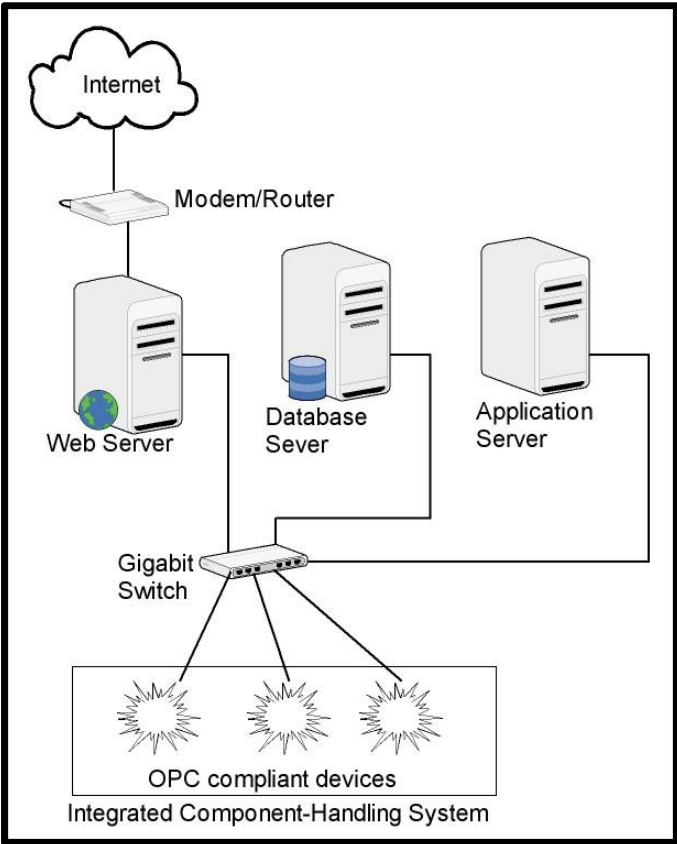 Internet
Modem/Router
Web Server
Database
Sever
Application
Server
Gigabit
Switch
OPC compliant devices
Integrated Component-Handling System